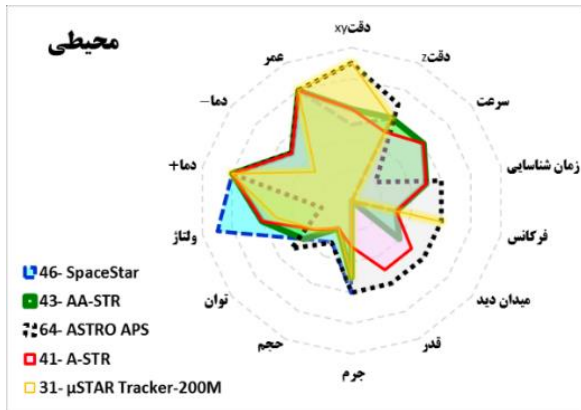 محیطی
دقتxy
دقتz
سرعت
زمان شناسایی
فرکانس
میدان دید
قدر
جرم
حجم
توان
ولتاژ
دما+
دما–
عمر
46- SpaceStar
43- AA-STR
64- ASTRO APS
41- A-STR
31- µSTAR Tracker-200M